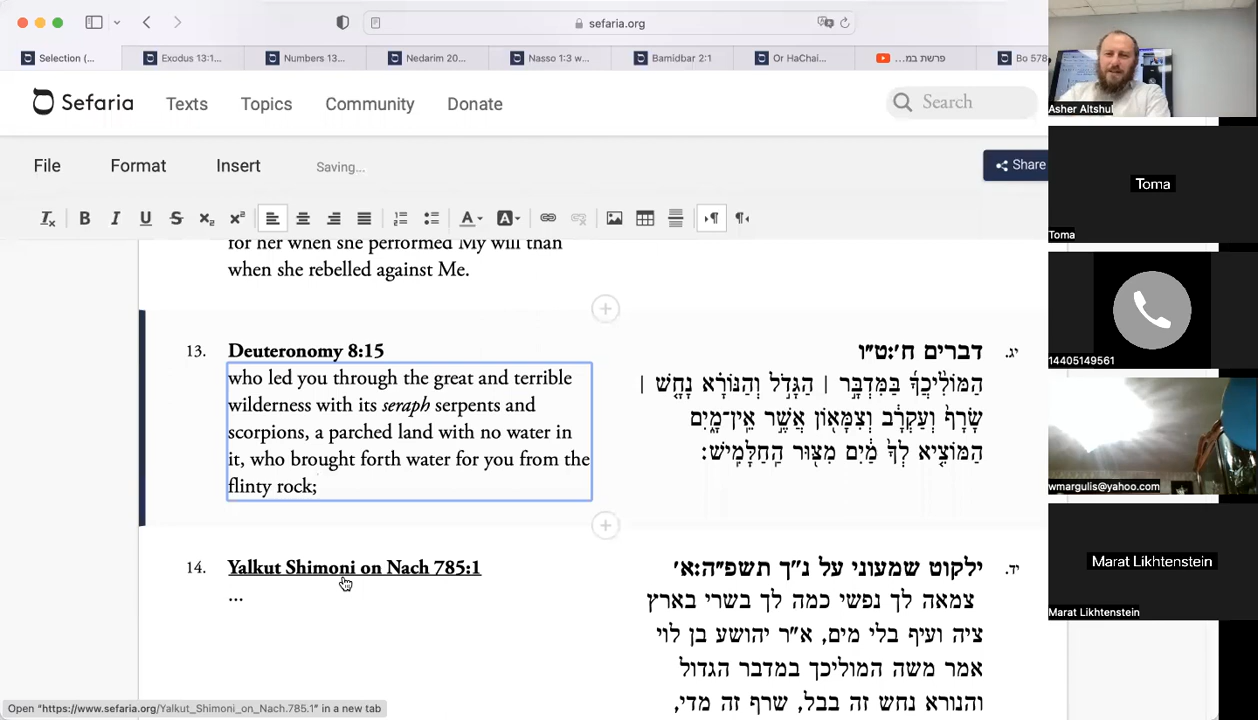 sefaria.org
Selection (...
Exodus 13:1...
Numbers 13...
Nedarim 20...
Nasso 1:3 w...
Bamidbar 2:1
Or HaChai...
פרשת במ...
Bo 578
Sefaria
Texts
Topics
Community
Donate
Search
File
Format
Insert
Saving...
Share
for her when she performed My will than
when she rebelled against Me.
13.
Deuteronomy 8:15
who led you through the great and terrible
wilderness with its seraph serpents and
scorpions, a parched land with no water in
it, who brought forth water for you from the
flinty rock;
יג.
דברים ח׳:ט״ו
הַמּוֹלִ֨יכֲךָ֜ בַּמִּדְבָּ֣ר ׀ הַגָּדֹ֣ל וְהַנּוֹרָ֗א נָחָ֤שׁ ׀
שָׂרָף֙ וְעַקְרָ֔ב וְצִמָּא֖וֹן אֲשֶׁ֣ר אֵֽין־מָ֑יִם
הַמּוֹצִ֤יא לְךָ֙ מַ֔יִם מִצּ֖וּר הַֽחַלָּמִֽישׁ׃
14.
Yalkut Shimoni on Nach 785:1
...
יד.
ילקוט שמעוני על נ״ך תשפ״ה:א׳
צמאה לך נפשי כמה לך בשרי בארץ
ציה ועיף בלי מים, א״ר יהושע בן לוי
אמר משה המוליכך במדבר הגדול
והנורא נחש זה בבל, שרף זה מדי,
Open "https://www.sefaria.org/Yalkut_Shimoni_on_Nach.785.1" in a new tab
Asher Altshul
Toma
Toma
14405149561
wmargulis@yahoo.com
Marat Likhtenstein
Marat Likhtenstein